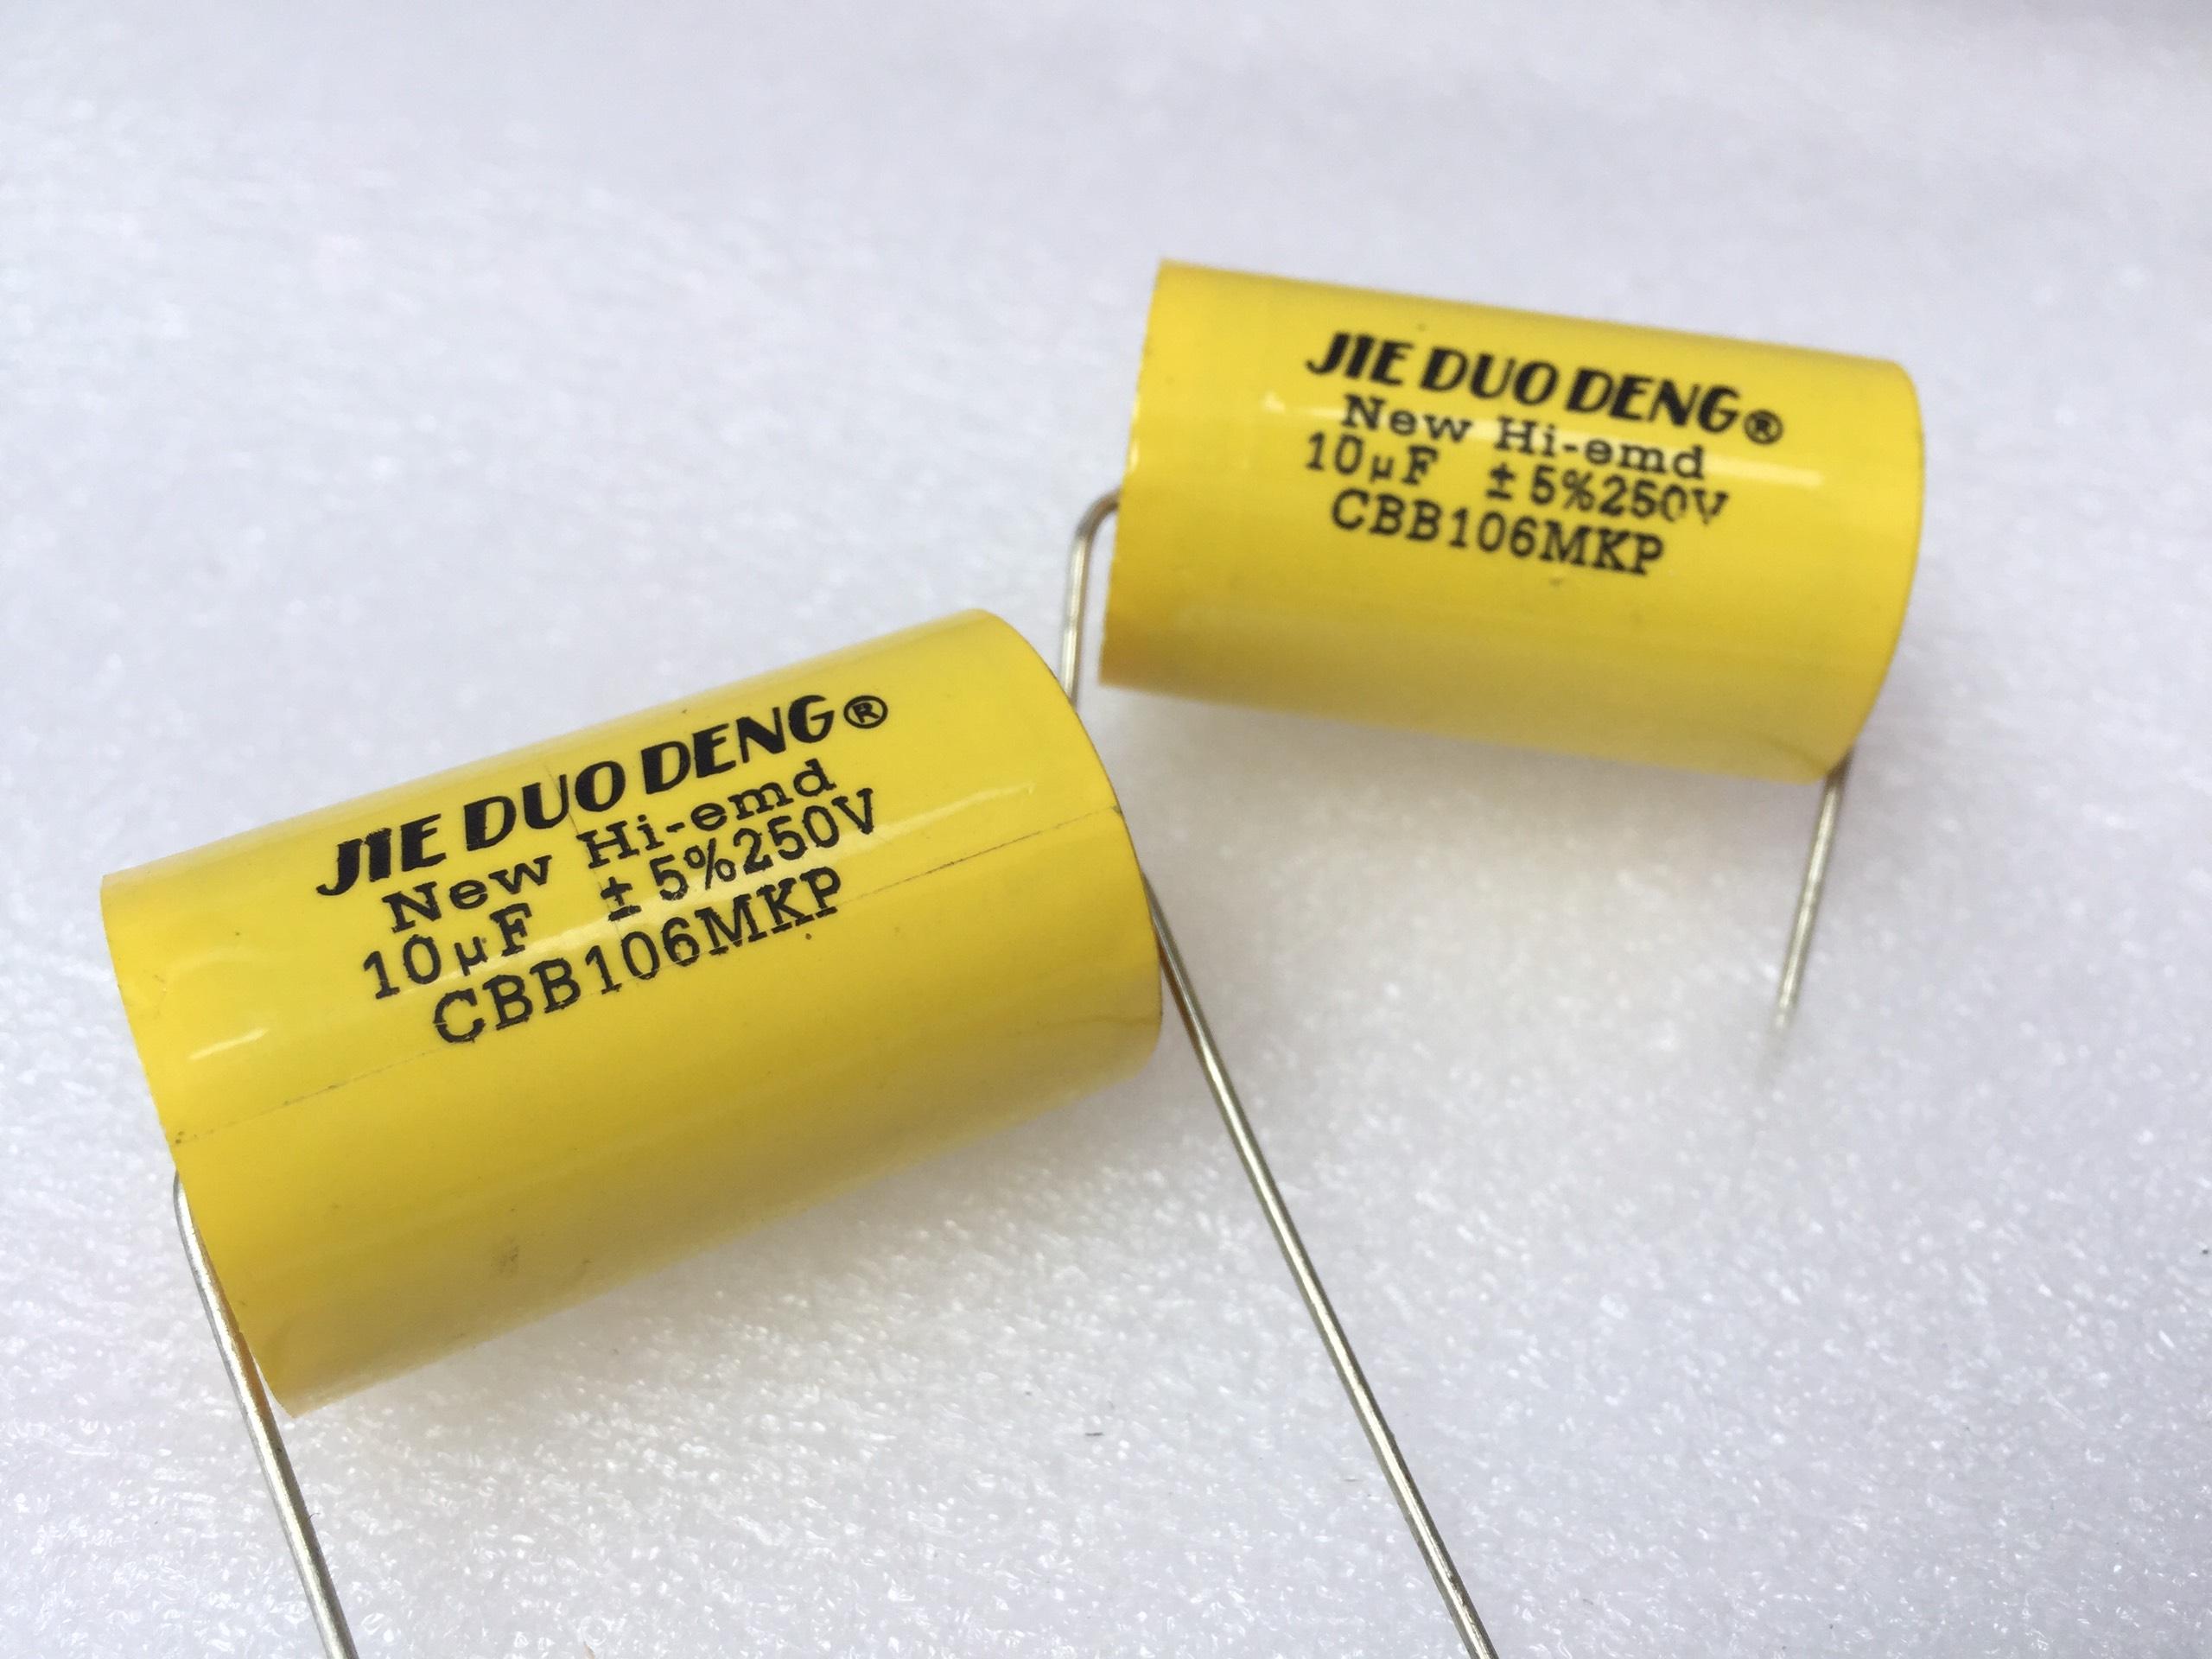 JIE DUO DENG®
New Hi-emd
10µF ±5%250V
CBB106MKP
JIE DUO DENG®
New Hi-emd
10µF ±5%250V
CBB106MKP